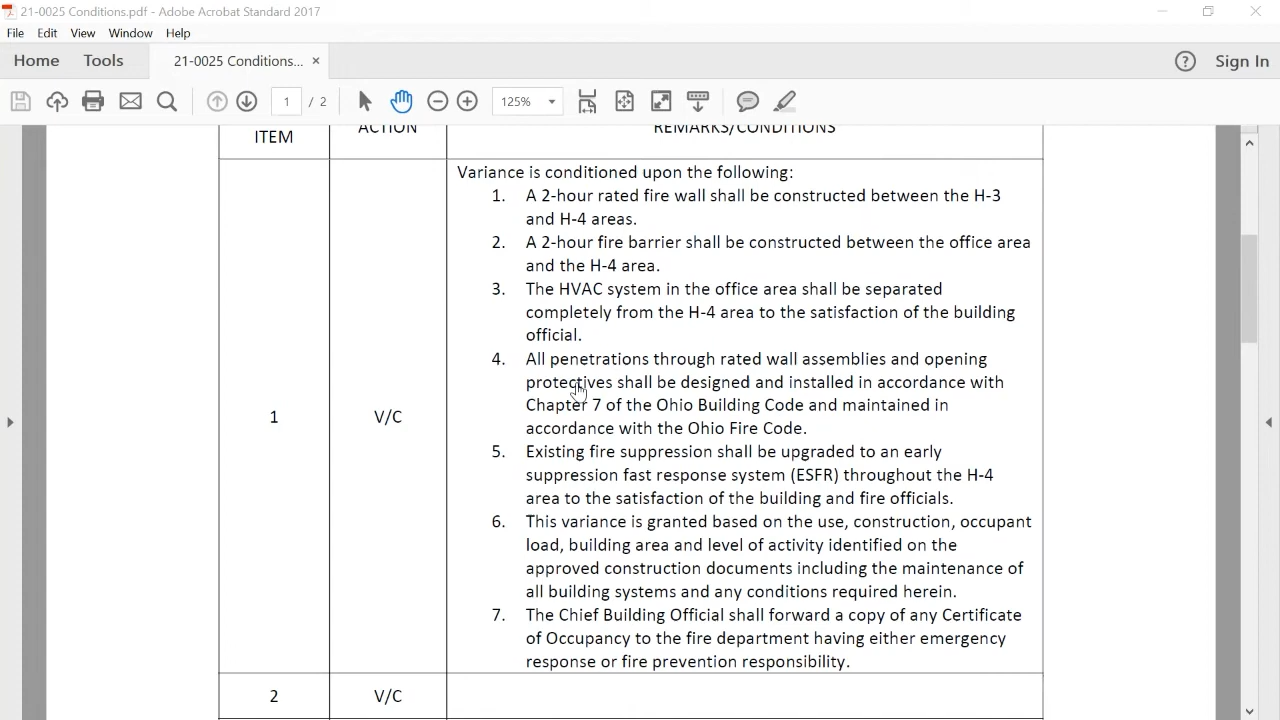 21-0025 Conditions.pdf - Adobe Acrobat Standard 2017
File Edit View Window Help
Home Tools 21-0025 Conditions... × ? Sign In
1 / 2 125%
ITEM ACTION REMARKS/CONDITIONS
Variance is conditioned upon the following:
1. A 2-hour rated fire wall shall be constructed between the H-3
and H-4 areas.
2. A 2-hour fire barrier shall be constructed between the office area
and the H-4 area.
3. The HVAC system in the office area shall be separated
completely from the H-4 area to the satisfaction of the building
official.
4. All penetrations through rated wall assemblies and opening
protectives shall be designed and installed in accordance with
Chapter 7 of the Ohio Building Code and maintained in
accordance with the Ohio Fire Code.
1 V/C
5. Existing fire suppression shall be upgraded to an early
suppression fast response system (ESFR) throughout the H-4
area to the satisfaction of the building and fire officials.
6. This variance is granted based on the use, construction, occupant
load, building area and level of activity identified on the
approved construction documents including the maintenance of
all building systems and any conditions required herein.
7. The Chief Building Official shall forward a copy of any Certificate
of Occupancy to the fire department having either emergency
response or fire prevention responsibility.
2 V/C